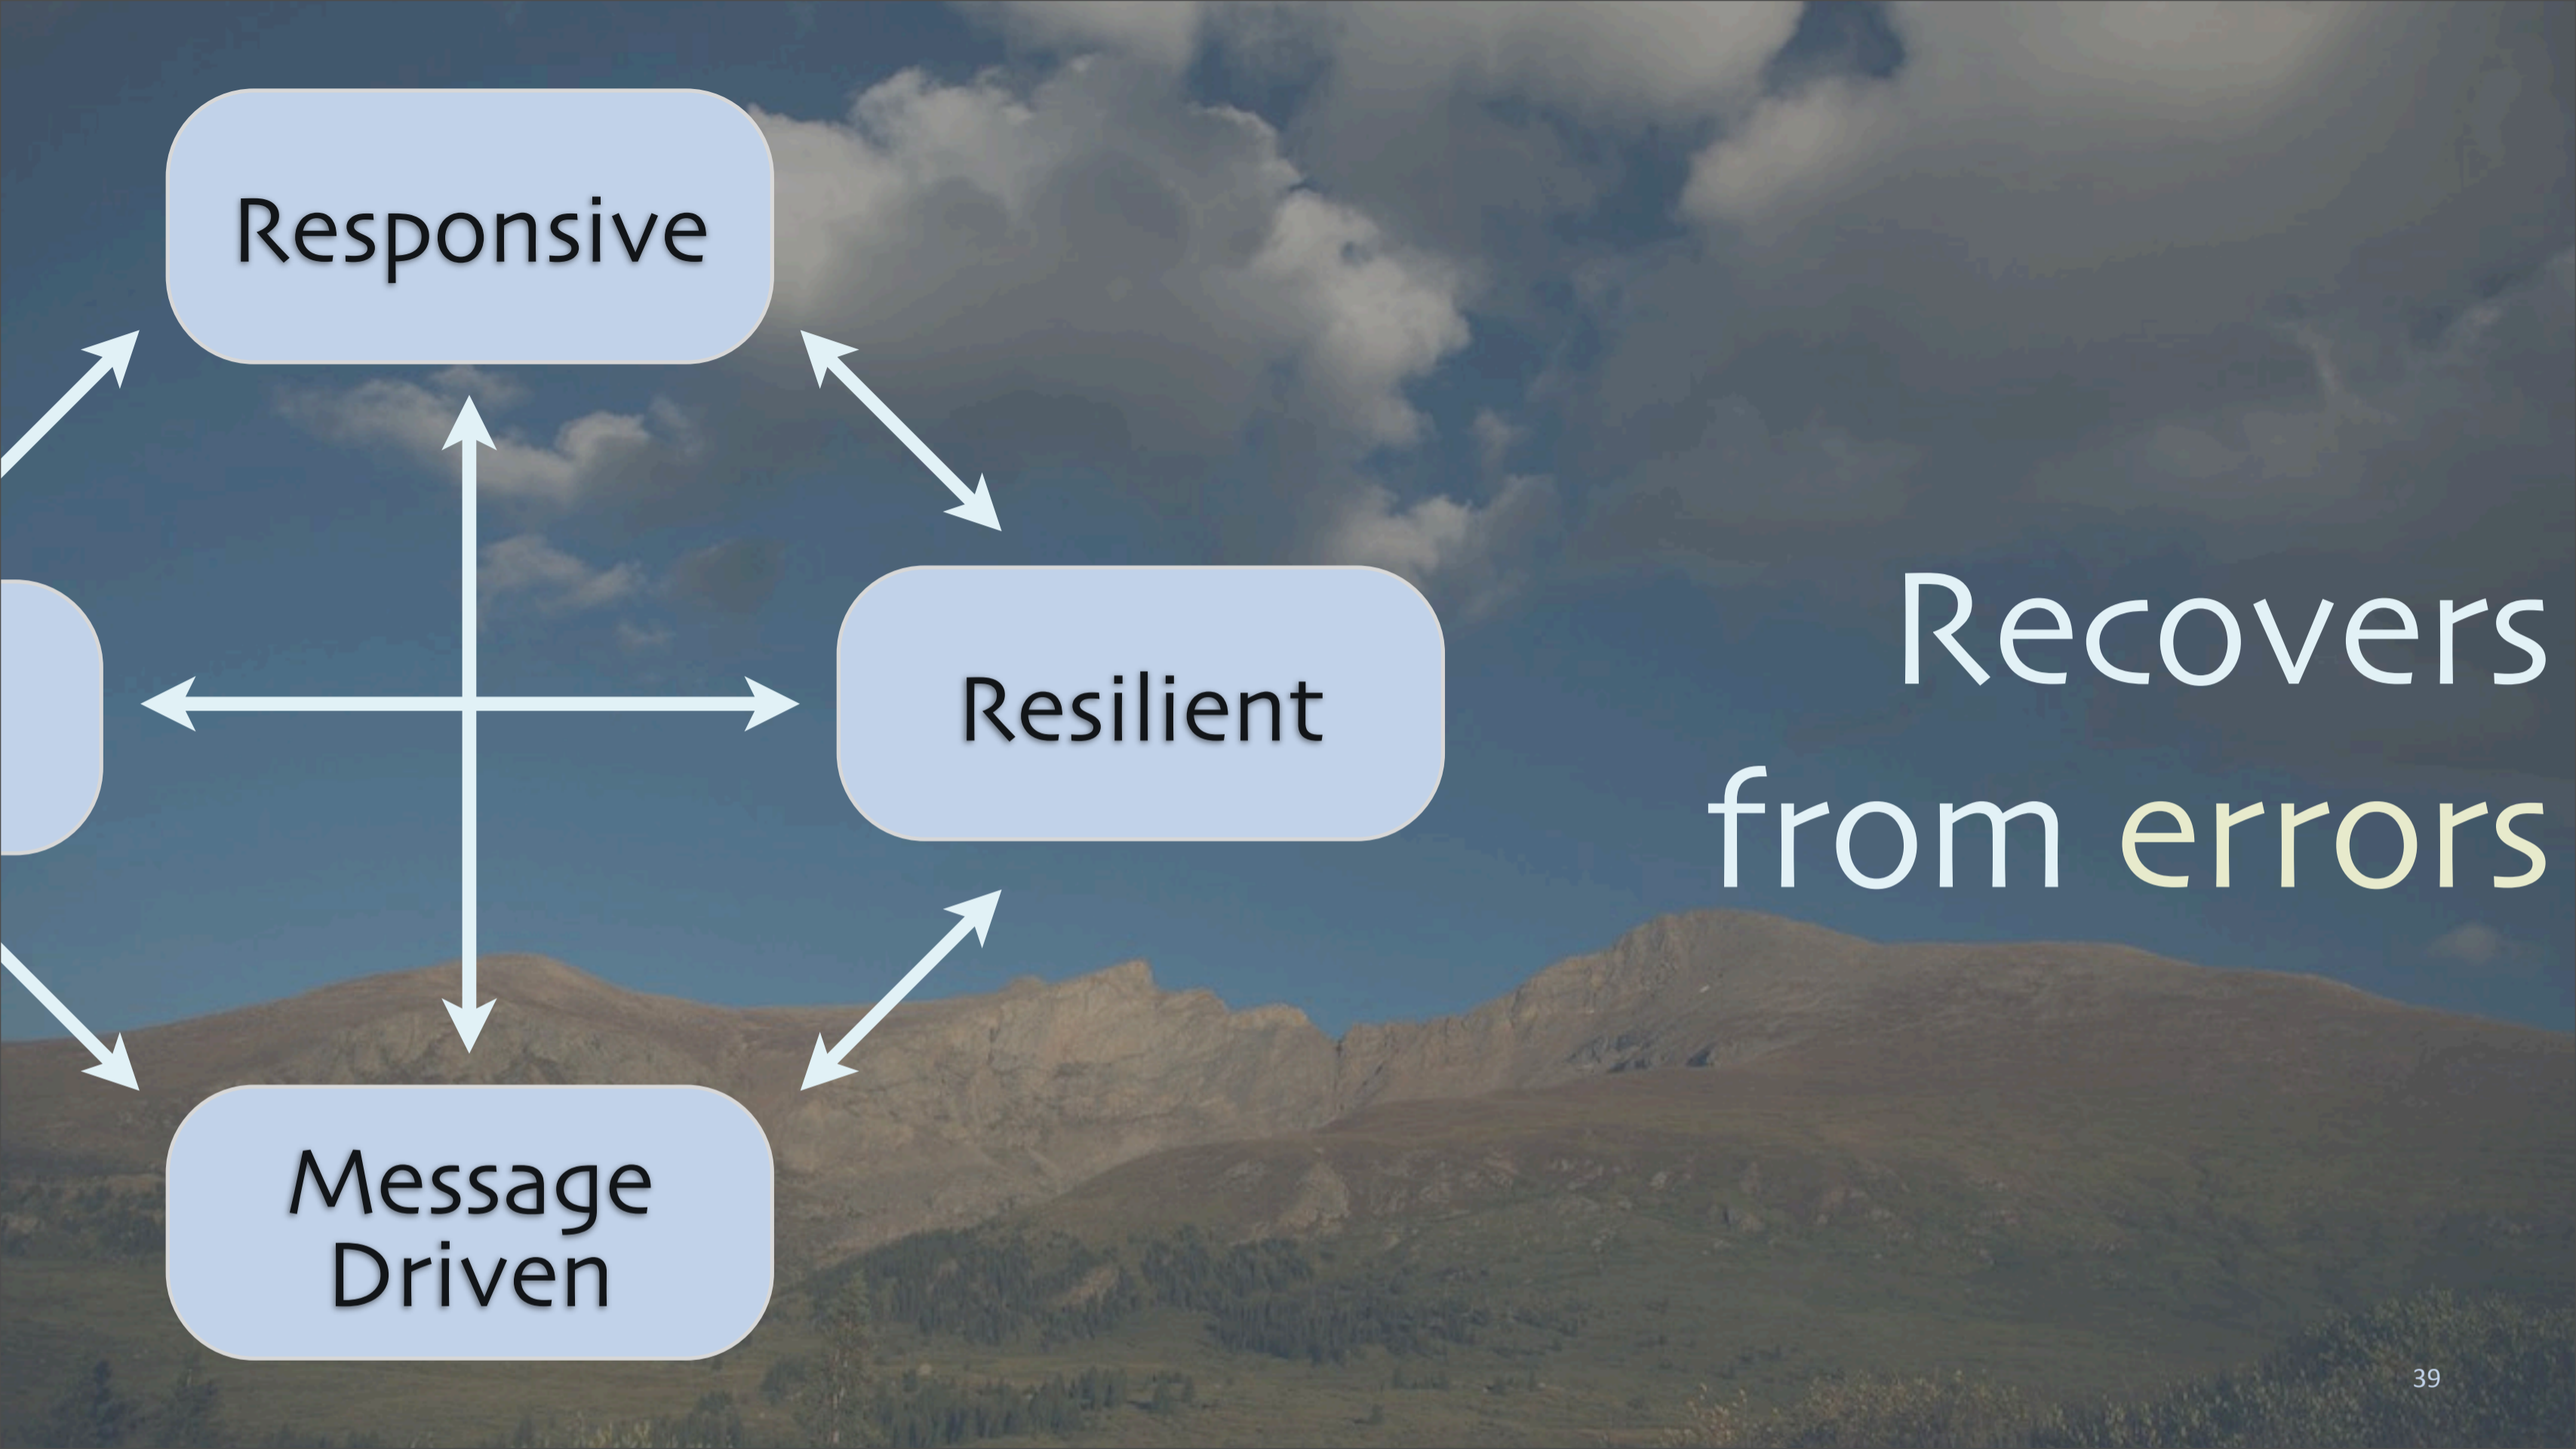 Responsive
Resilient
Recovers
from errors
Message
Driven
39